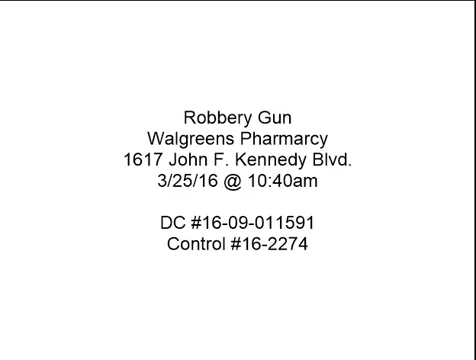 Robbery Gun
Walgreens Pharmarcy
1617 John F. Kennedy Blvd.
3/25/16 @ 10:40am
DC #16-09-011591
Control #16-2274